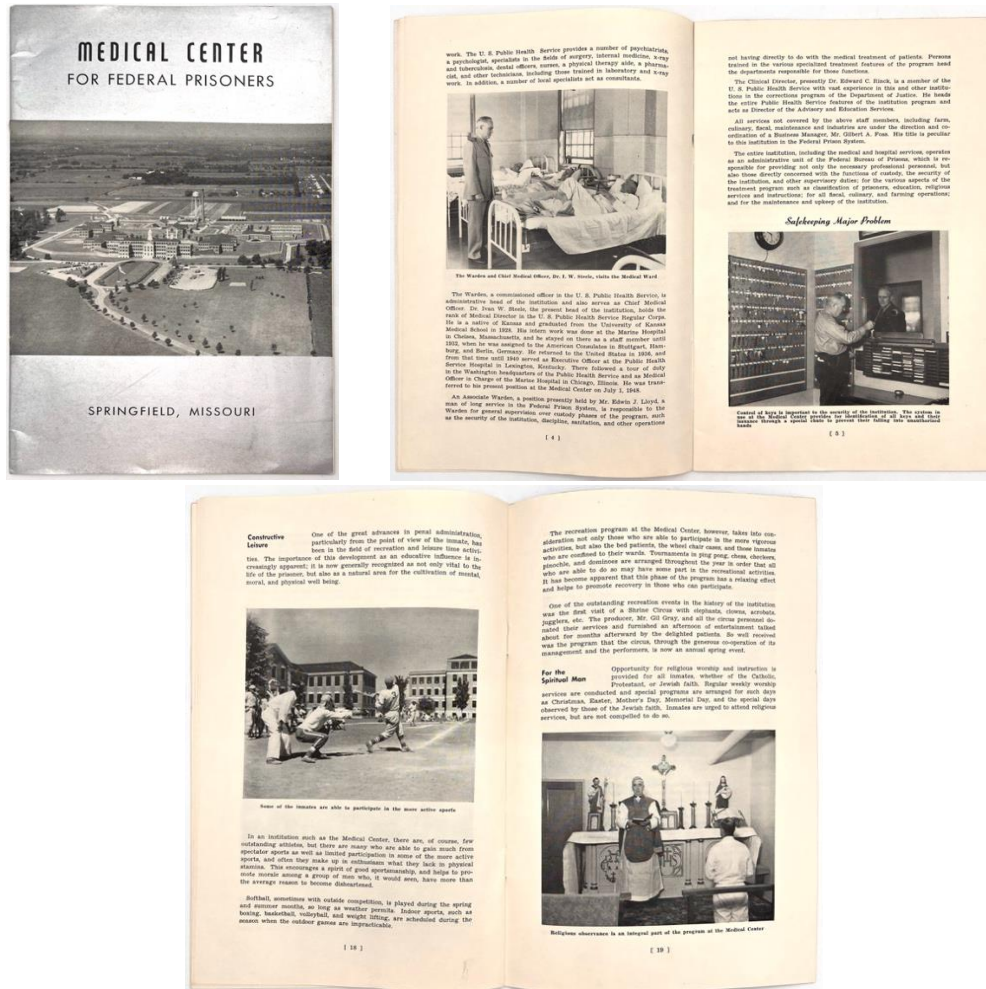 MEDICAL CENTER
FOR FEDERAL PRISONERS
SPRINGFIELD, MISSOURI
work. The U. S. Public Health Service provides a number of psychiatrists,
a psychologist, specialists in the fields of surgery, internal medicine, x-ray
and tuberculosis, dental officers, nurses, a physical therapy aide, a pharma-
cist, and other technicians, including those trained in laboratory and x-ray
work. In addition, a number of local specialists act as consultants.
The Warden and Chief Medical Officer, Dr. I. W. Steele, visits the Medical Ward
The Warden, a commissioned officer in the U. S. Public Health Service, is
administrative head of the institution and also serves as Chief Medical
Officer. Dr. Ivan W. Steele, the present head of the institution, holds the
rank of Medical Director in the U. S. Public Health Service Regular Corps.
He is a native of Kansas and graduated from the University of Kansas
Medical School in 1928. His intern work was done at the Marine Hospital
in Chelsea, Massachusetts, and he stayed on there as a staff member until
1932, when he was assigned to the American Consulates in Stuttgart, Ham-
burg, and Berlin, Germany. He returned to the United States in 1938, and
from that time until 1940 served as Executive Officer at the Public Health
Service Hospital in Lexington, Kentucky. There followed a tour of duty
in the Washington headquarters of the Public Health Service and as Medical
Officer in Charge of the Marine Hospital in Chicago, Illinois. He was trans-
ferred to his present position at the Medical Center on July 1, 1948.
An Associate Warden, a position presently held by Mr. Edwin J. Lloyd, a
man of long service in the Federal Prison System, is responsible to the
Warden for general supervision over custody phases of the program, such
as the security of the institution, discipline, sanitation, and other operations
[ 4 ]
not having directly to do with the medical treatment of patients. Persons
trained in the various specialized treatment features of the program head
the departments responsible for those functions.
The Clinical Director, presently Dr. Edward C. Rinck, is a member of the
U. S. Public Health Service with vast experience in this and other institu-
tions in the corrections program of the Department of Justice. He heads
the entire Public Health Service features of the institution program and
acts as Director of the Advisory and Education Services.
All services not covered by the above staff members, including farm,
culinary, fiscal, maintenance and industries are under the direction and co-
ordination of a Business Manager, Mr. Gilbert A. Foss. His title is peculiar
to this institution in the Federal Prison System.
The entire institution, including the medical and hospital services, operates
as an administrative unit of the Federal Bureau of Prisons, which is re-
sponsible for providing not only the necessary professional personnel, but
also those directly concerned with the functions of custody, the security of
the institution, and other supervisory duties; for the various aspects of the
treatment program such as classification of prisoners, education, religious
services and instructions; for all fiscal, culinary, and farming operations;
and for the maintenance and upkeep of the institution.
Safekeeping Major Problem
Control of keys is important to the security of the institution. The system in
use at the Medical Center provides for identification of all keys and their
issuance through a special chute to prevent their falling into unauthorized
hands
[ 5 ]
Constructive
Leisure
One of the great advances in penal administration,
particularly from the point of view of the inmate, has
been in the field of recreation and leisure time activi-
ties. The importance of this development as an educative influence is in-
creasingly apparent; it is now generally recognized as not only vital to the
life of the prisoner, but also as a natural area for the cultivation of mental,
moral, and physical well being.
Some of the inmates are able to participate in the more active sports
In an institution such as the Medical Center, there are, of course, few
outstanding athletes, but there are many who are able to gain much from
spectator sports as well as limited participation in some of the more active
sports, and often they make up in enthusiasm what they lack in physical
stamina. This encourages a spirit of good sportsmanship, and helps to pro-
mote morale among a group of men who, it would seem, have more than
the average reason to become disheartened.
Softball, sometimes with outside competition, is played during the spring
and summer months, so long as weather permits. Indoor sports, such as
boxing, basketball, volleyball, and weight lifting, are scheduled during the
season when the outdoor games are impracticable.
[ 18 ]
The recreation program at the Medical Center, however, takes into con-
sideration not only those who are able to participate in the more vigorous
activities, but also the bed patients, the wheel chair cases, and those inmates
who are confined to their wards. Tournaments in ping pong, chess, checkers,
pinochle, and dominoes are arranged throughout the year in order that all
who are able to do so may have some part in the recreational activities.
It has become apparent that this phase of the program has a relaxing effect
and helps to promote recovery in those who can participate.
One of the outstanding recreation events in the history of the institution
was the first visit of a Shrine Circus with elephants, clowns, acrobats,
jugglers, etc. The producer, Mr. Gil Gray, and all the circus personnel do-
nated their services and furnished an afternoon of entertainment talked
about for months afterward by the delighted patients. So well received
was the program that the circus, through the generous co-operation of its
management and the performers, is now an annual spring event.
For the
Spiritual Man
Opportunity for religious worship and instruction is
provided for all inmates, whether of the Catholic,
Protestant, or Jewish faith. Regular weekly worship
services are conducted and special programs are arranged for such days
as Christmas, Easter, Mother's Day, Memorial Day, and the special days
observed by those of the Jewish faith. Inmates are urged to attend religious
services, but are not compelled to do so.
Religious observance is an integral part of the program at the Medical Center
[ 19 ]